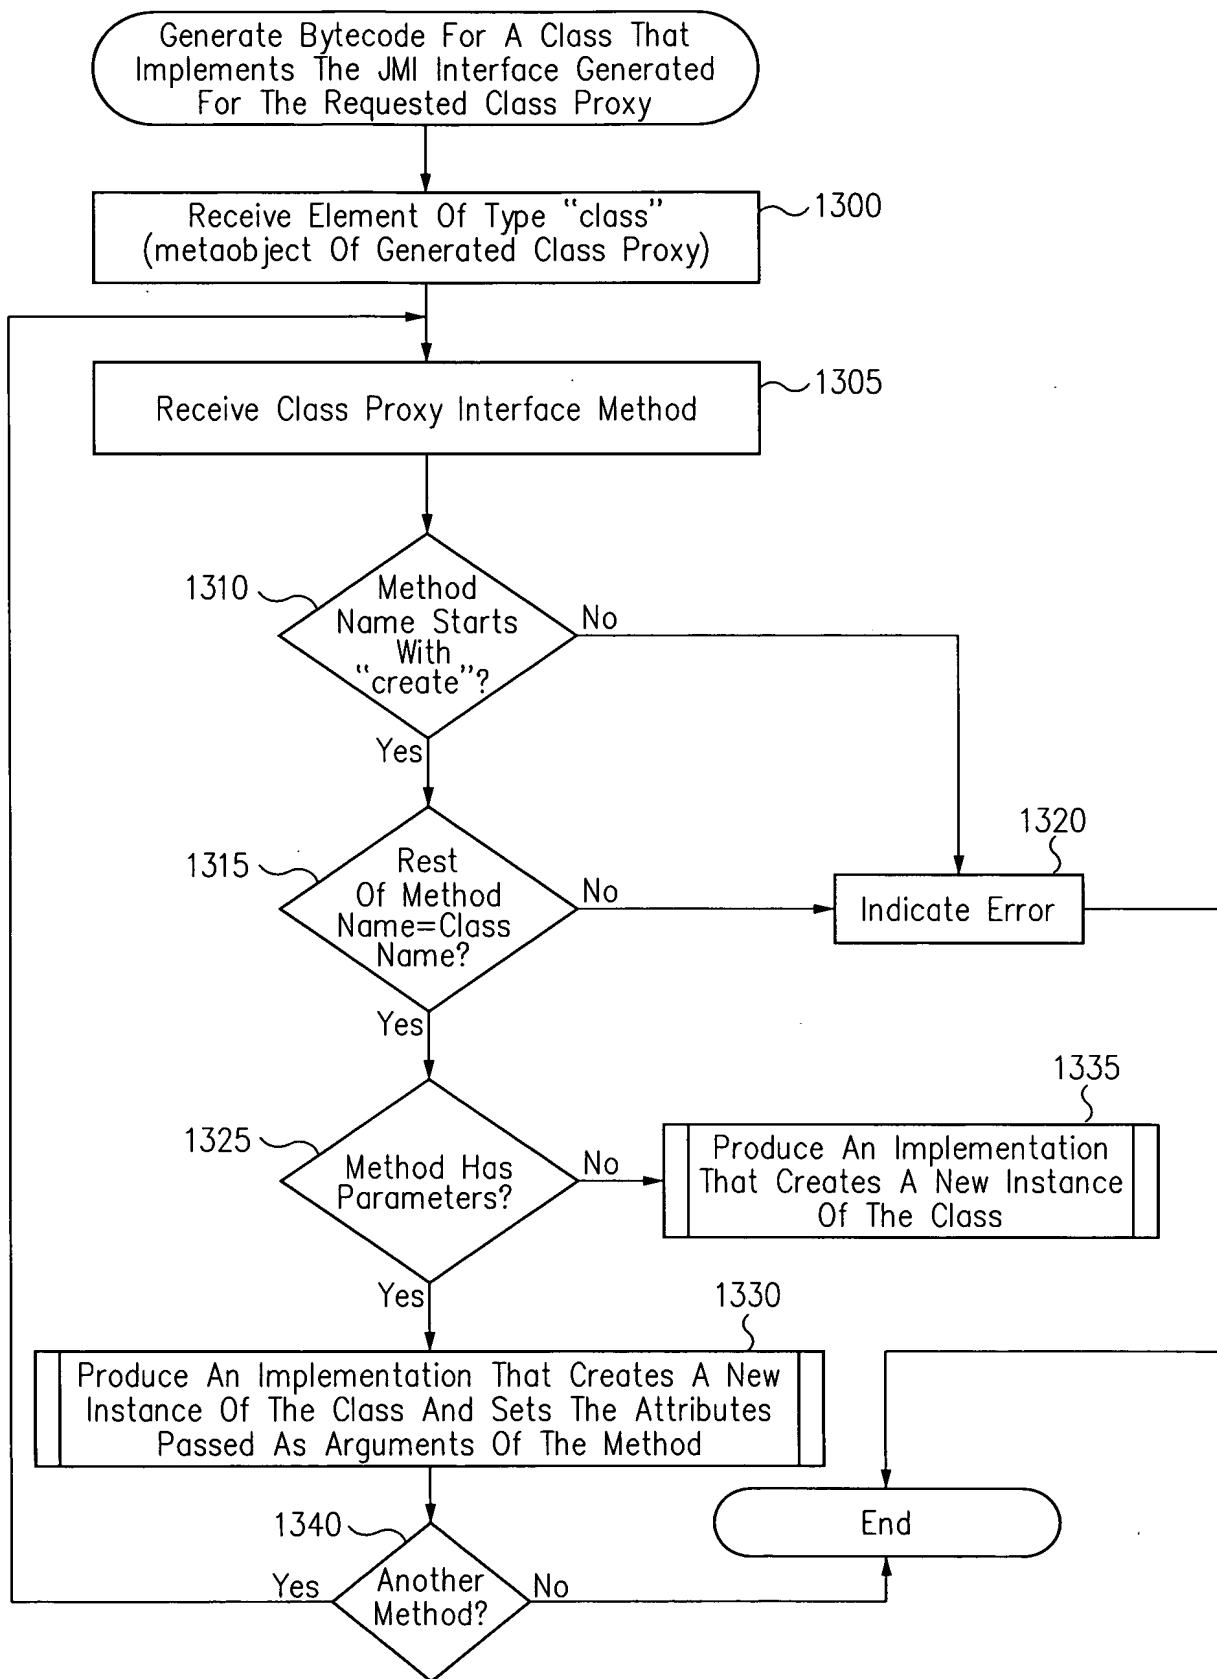 Generate Bytecode For A Class That
Implements The JMI Interface Generated
For The Requested Class Proxy
Receive Element Of Type "class"
(metaobject Of Generated Class Proxy)
1300
Receive Class Proxy Interface Method
1305
1310
Method
Name Starts
With
"create"?
No
Yes
1315
Rest
Of Method
Name=Class
Name?
No
1320
Indicate Error
Yes
1325
Method Has
Parameters?
No
1335
Produce An Implementation
That Creates A New Instance
Of The Class
Yes
1330
Produce An Implementation That Creates A New
Instance Of The Class And Sets The Attributes
Passed As Arguments Of The Method
1340
Another
Method?
Yes
No
End